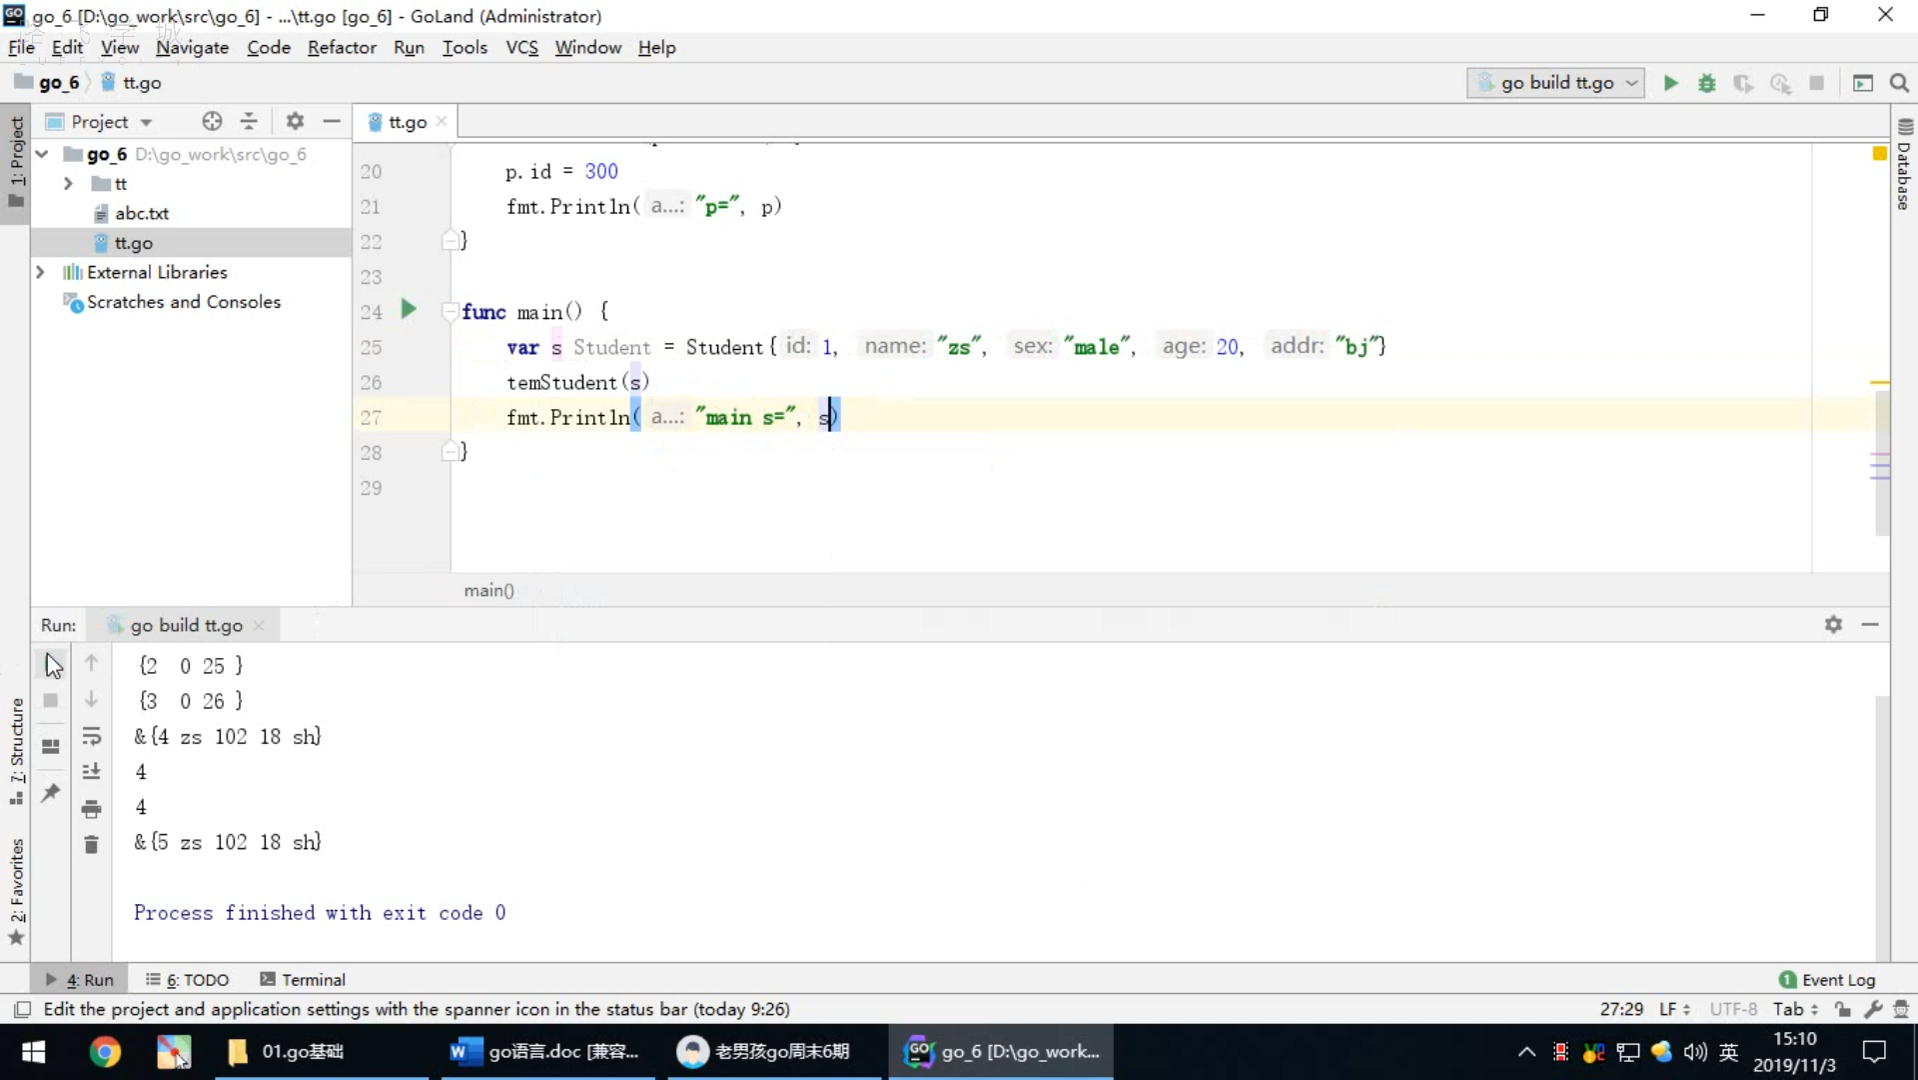 go_6 [D:\go_work\src\go_6] - ...\tt.go [go_6] - GoLand (Administrator)
File Edit View Navigate Code Refactor Run Tools VCS Window Help
go_6 tt.go
go build tt.go
1: Project
Project
tt.go
Database
go_6 D:\go_work\src\go_6
tt
abc.txt
tt.go
External Libraries
Scratches and Consoles
20 p.id = 300
21 fmt.Println( a...: "p=", p)
22 }
23
24 func main() {
25 var s Student = Student{ id: 1, name: "zs", sex: "male", age: 20, addr: "bj"}
26 temStudent(s)
27 fmt.Println( a...: "main s=", s)
28 }
29
main()
Run: go build tt.go
{2 0 25 }
{3 0 26 }
&{4 zs 102 18 sh}
4
4
&{5 zs 102 18 sh}
Process finished with exit code 0
7: Structure
2: Favorites
4: Run 6: TODO Terminal
1 Event Log
Edit the project and application settings with the spanner icon in the status bar (today 9:26)
27:29 LF UTF-8 Tab
01.go基础
go语言.doc [兼容...
老男孩go周末6期
go_6 [D:\go_work...
英
15:10
2019/11/3